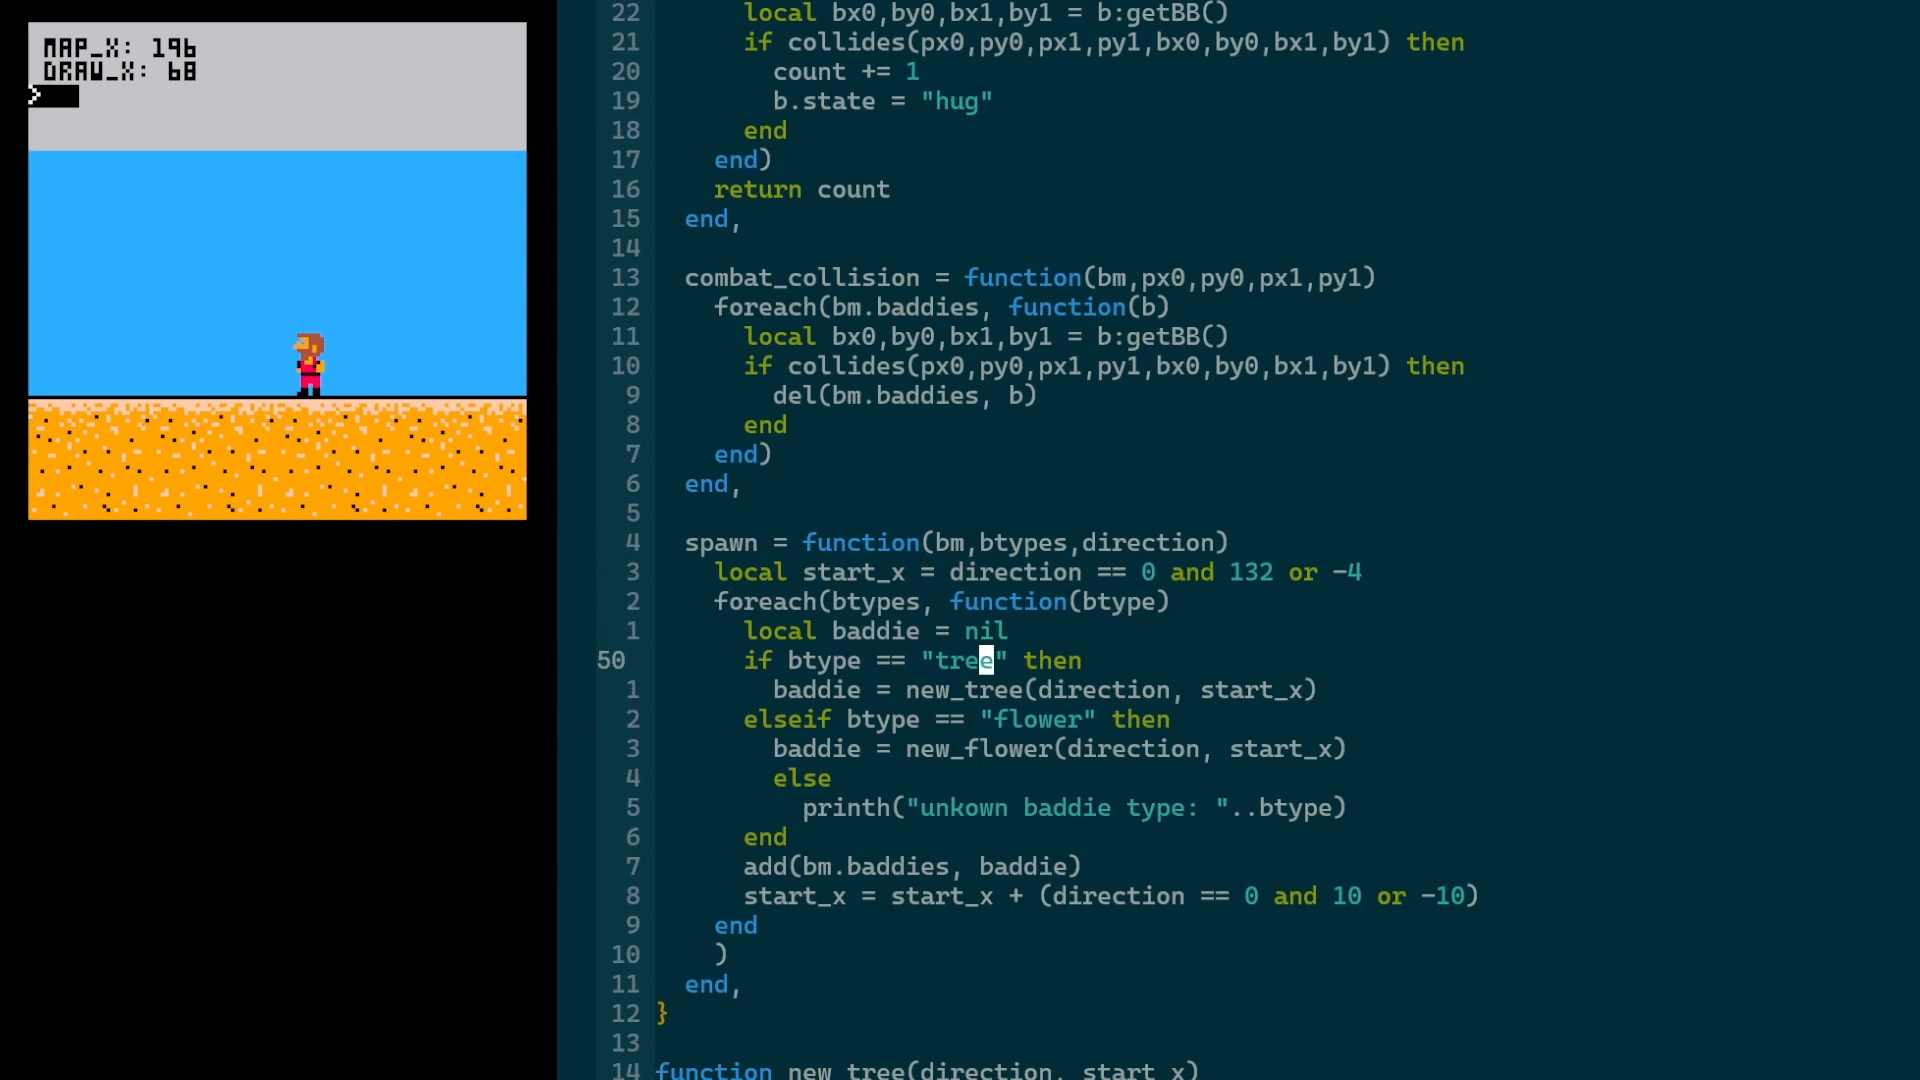 MAP_X: 196
DRAW_X: 68
>
22 local bx0,by0,bx1,by1 = b:getBB()
21 if collides(px0,py0,px1,py1,bx0,by0,bx1,by1) then
20 count += 1
19 b.state = "hug"
18 end
17 end)
16 return count
15 end,
14
13 combat_collision = function(bm,px0,py0,px1,py1)
12 foreach(bm.baddies, function(b)
11 local bx0,by0,bx1,by1 = b:getBB()
10 if collides(px0,py0,px1,py1,bx0,by0,bx1,by1) then
9 del(bm.baddies, b)
8 end
7 end)
6 end,
5
4 spawn = function(bm,btypes,direction)
3 local start_x = direction == 0 and 132 or -4
2 foreach(btypes, function(btype)
1 local baddie = nil
50 if btype == "tree" then
1 baddie = new_tree(direction, start_x)
2 elseif btype == "flower" then
3 baddie = new_flower(direction, start_x)
4 else
5 printh("unkown baddie type: "..btype)
6 end
7 add(bm.baddies, baddie)
8 start_x = start_x + (direction == 0 and 10 or -10)
9 end
10 )
11 end,
12 }
13
14 function new_tree(direction, start_x)